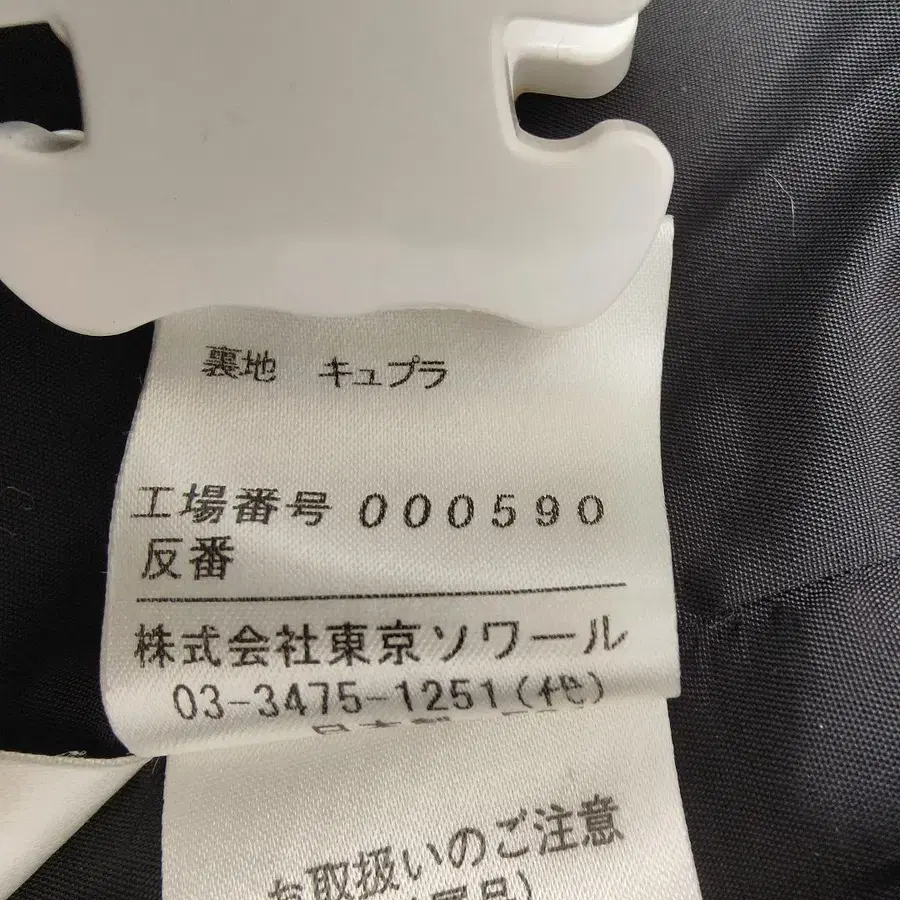 裏地　キュプラ
工場番号 000590
反番
株式会社東京ソワール
03-3475-1251(代)
お取扱いのご注意